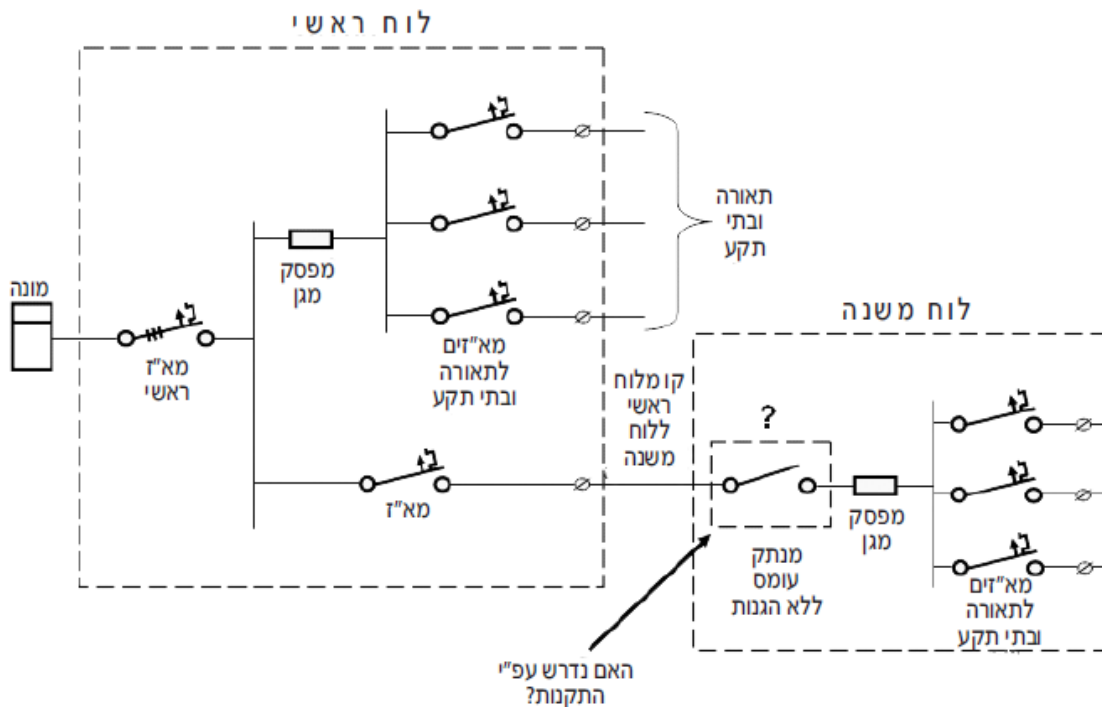 לוח ראשי
תאורה
ובתי
תקע
מפסק
מגן
מונה
מא"ז
ראשי
מא"זים
לתאורה
ובתי תקע
לוח משנה
קו מלוח
ראשי
ללוח
משנה
?
מא"ז
מפסק
מגן
מנתק
עומס
ללא הגנות
מא"זים
לתאורה
ובתי תקע
האם נדרש עפ"י
התקנות?